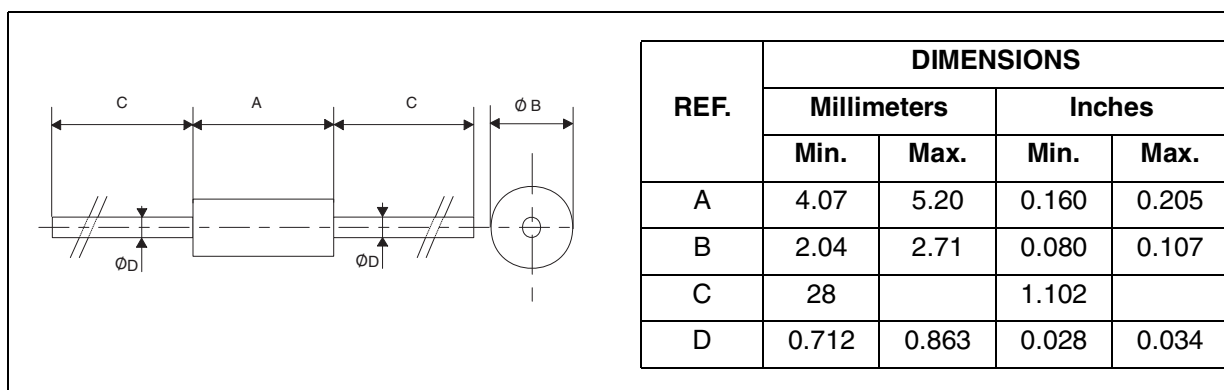 C A C Ø B
ØD ØD
REF. DIMENSIONS
Millimeters Inches
Min. Max. Min. Max.
A 4.07 5.20 0.160 0.205
B 2.04 2.71 0.080 0.107
C 28 1.102
D 0.712 0.863 0.028 0.034